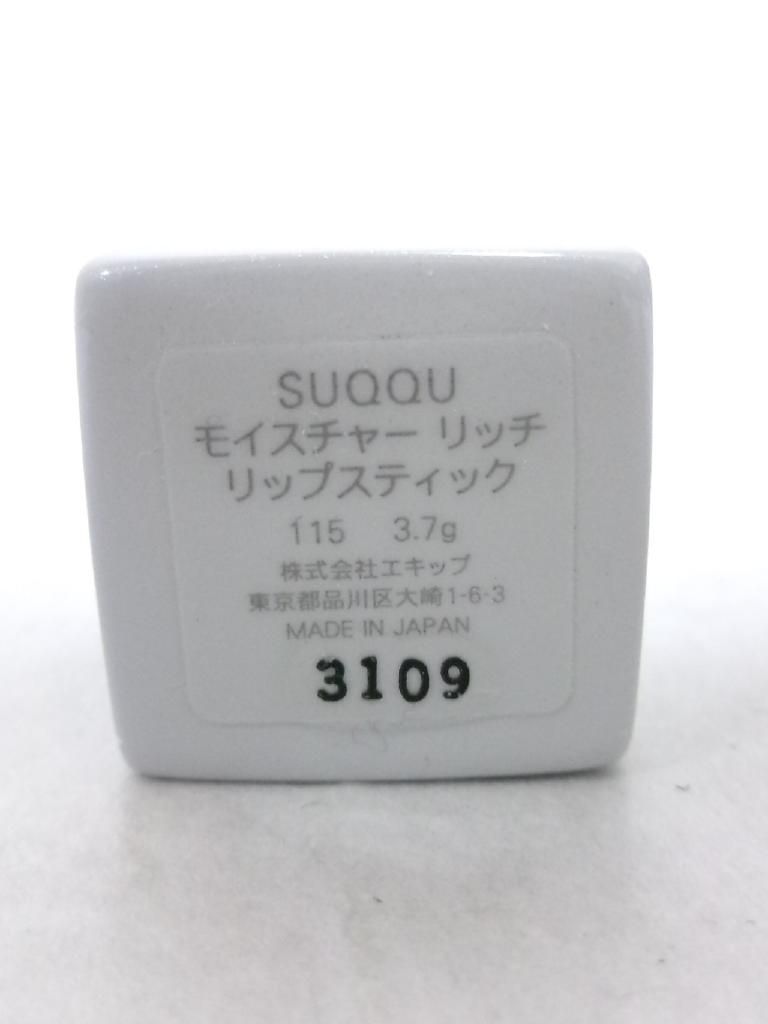 SUQQU
モイスチャー リッチ
リップスティック
115 3.7g
株式会社エキップ
東京都品川区大崎1-6-3
MADE IN JAPAN
3109